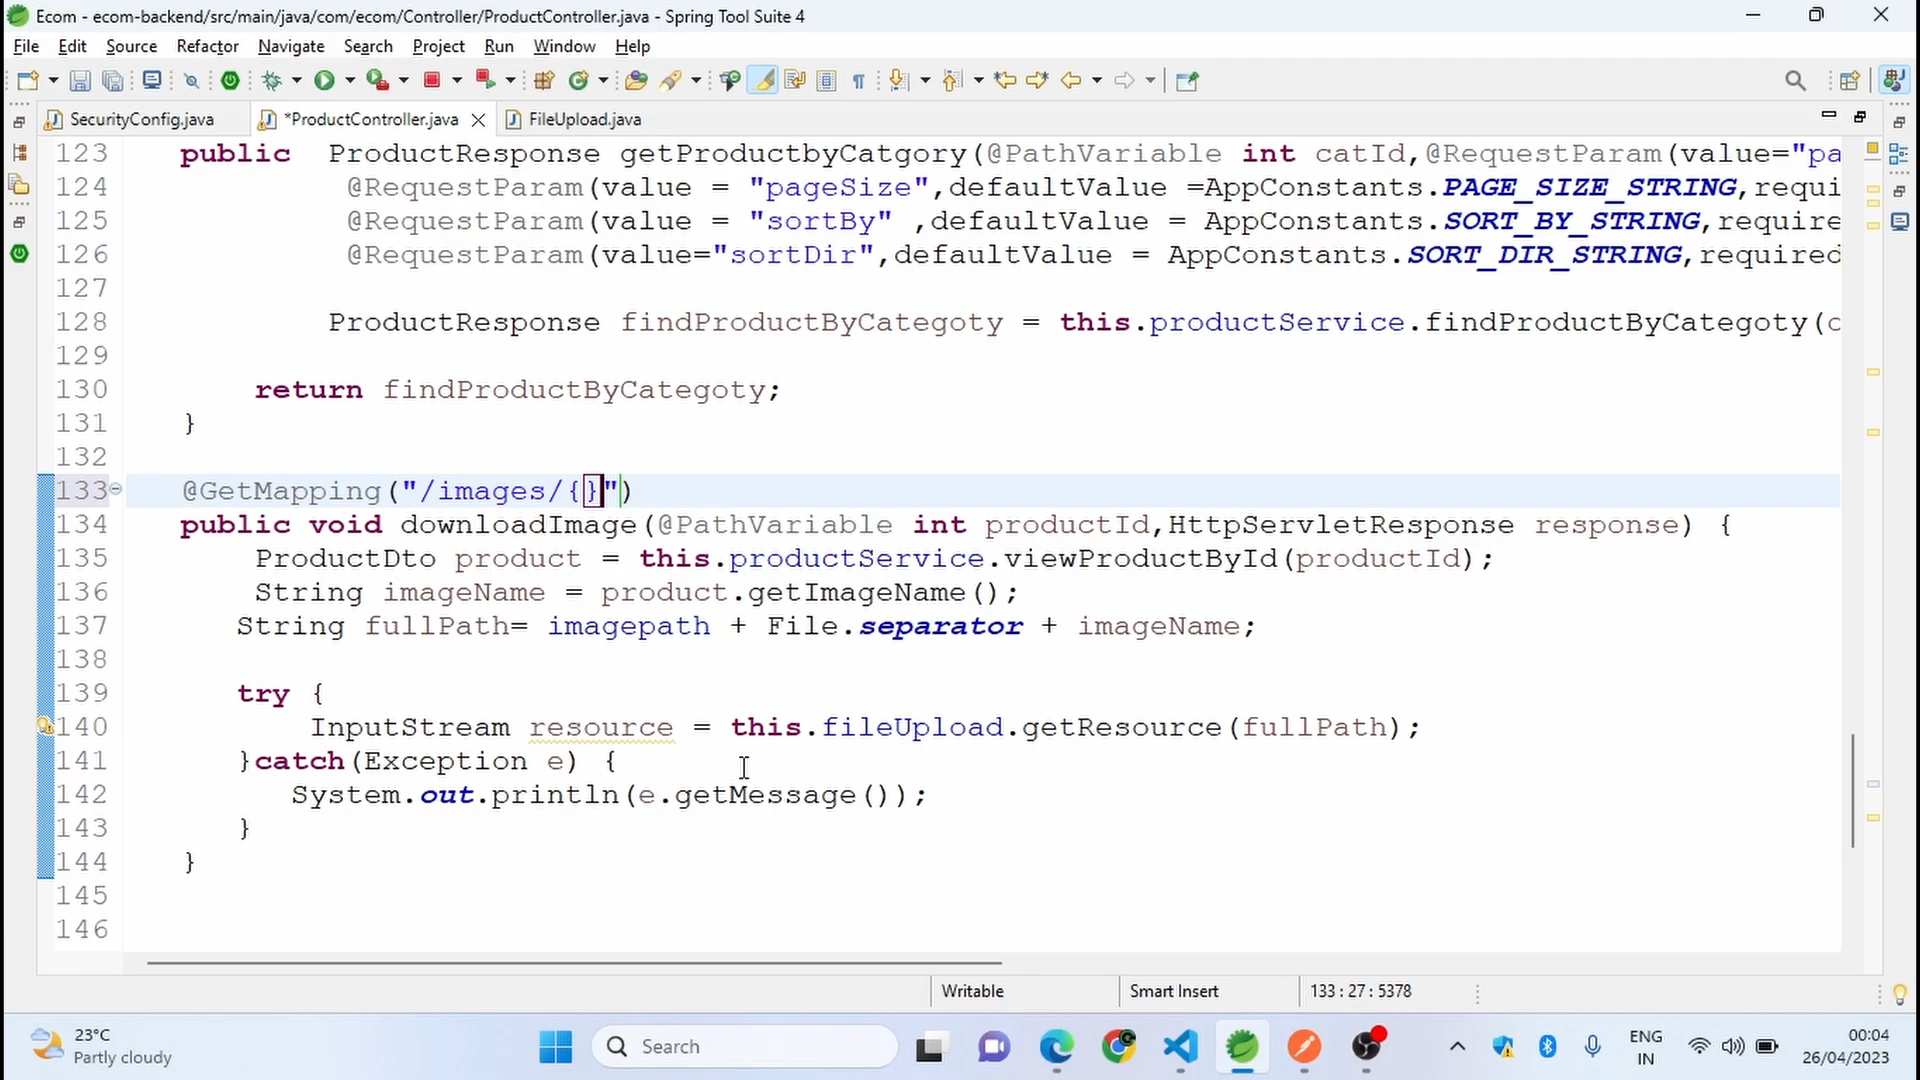 Ecom - ecom-backend/src/main/java/com/ecom/Controller/ProductController.java - Spring Tool Suite 4
File Edit Source Refactor Navigate Search Project Run Window Help
SecurityConfig.java *ProductController.java FileUpload.java
123 public  ProductResponse getProductbyCatgory(@PathVariable int catId,@RequestParam(value="pa
124 @RequestParam(value = "pageSize",defaultValue =AppConstants.PAGE_SIZE_STRING,requi
125 @RequestParam(value = "sortBy" ,defaultValue = AppConstants.SORT_BY_STRING,require
126 @RequestParam(value="sortDir",defaultValue = AppConstants.SORT_DIR_STRING,required
127
128 ProductResponse findProductByCategoty = this.productService.findProductByCategoty(c
129
130 return findProductByCategoty;
131 }
132
133 @GetMapping("/images/{}")
134 public void downloadImage(@PathVariable int productId,HttpServletResponse response) {
135 ProductDto product = this.productService.viewProductById(productId);
136 String imageName = product.getImageName();
137 String fullPath= imagepath + File.separator + imageName;
138
139 try {
140 InputStream resource = this.fileUpload.getResource(fullPath);
141 }catch(Exception e) {
142 System.out.println(e.getMessage());
143 }
144 }
145
146
Writable Smart Insert 133 : 27 : 5378
23°C
Partly cloudy
Search
ENG
IN
00:04
26/04/2023